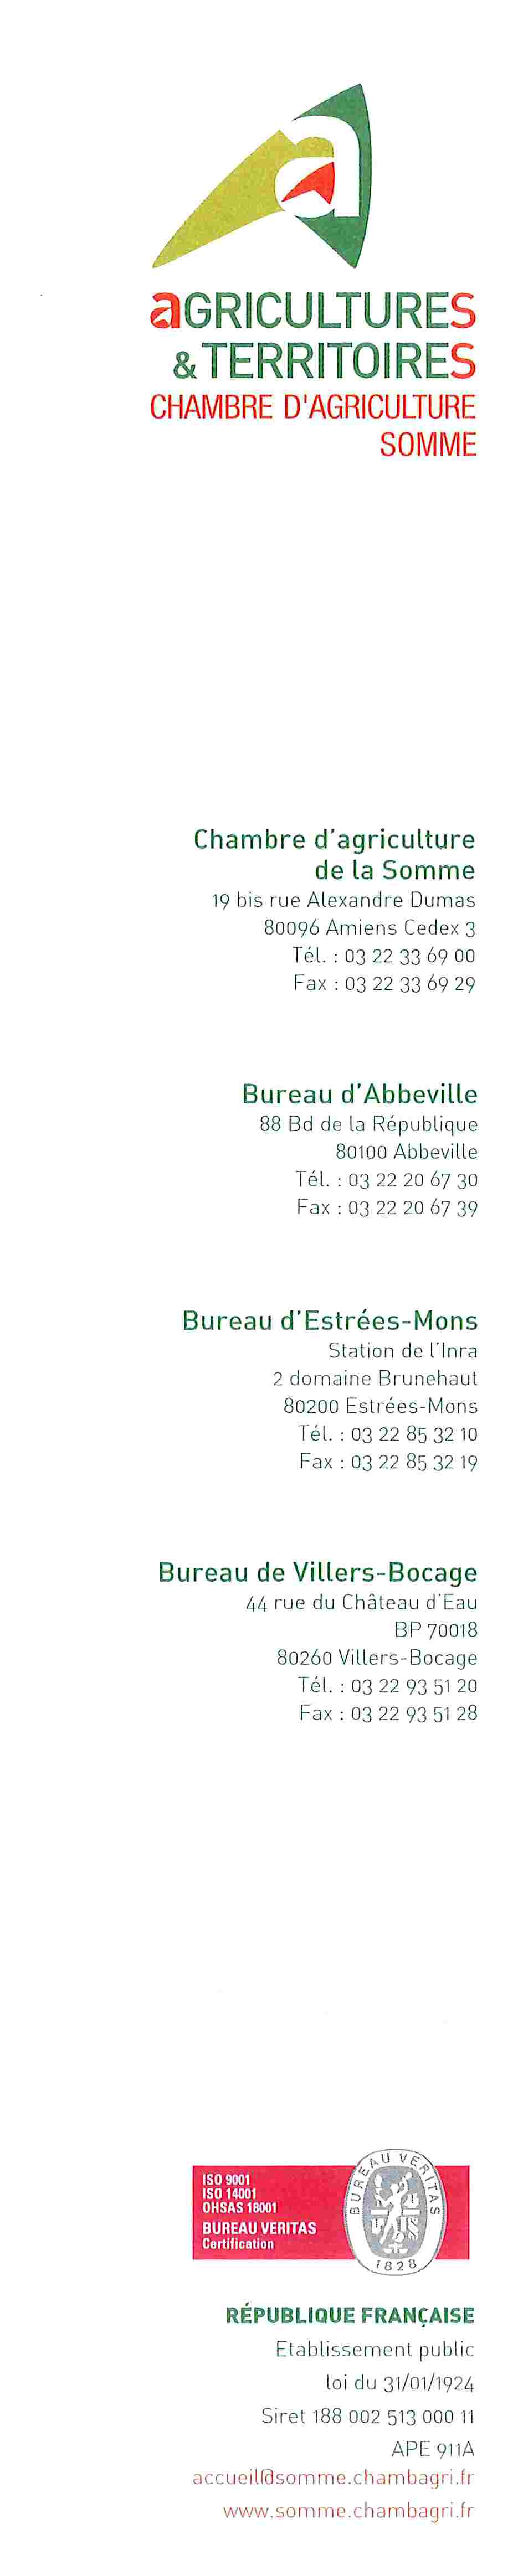 aGRICULTURES
& TERRITOIRES
CHAMBRE D'AGRICULTURE
SOMME
Chambre d'agriculture
de la Somme
19 bis rue Alexandre Dumas
80096 Amiens Cedex 3
Tél. : 03 22 33 69 00
Fax : 03 22 33 69 29
Bureau d'Abbeville
88 Bd de la République
80100 Abbeville
Tél. : 03 22 20 67 30
Fax : 03 22 20 67 39
Bureau d'Estrées-Mons
Station de l'Inra
2 domaine Brunehaut
80200 Estrées-Mons
Tél. : 03 22 85 32 10
Fax : 03 22 85 32 19
Bureau de Villers-Bocage
44 rue du Château d'Eau
BP 70018
80260 Villers-Bocage
Tél. : 03 22 93 51 20
Fax : 03 22 93 51 28
ISO 9001
ISO 14001
OHSAS 18001
BUREAU VERITAS
Certification
BUREAU VERITAS
1828
RÉPUBLIQUE FRANÇAISE
Etablissement public
loi du 31/01/1924
Siret 188 002 513 000 11
APE 911A
accueil@somme.chambagri.fr
www.somme.chambagri.fr